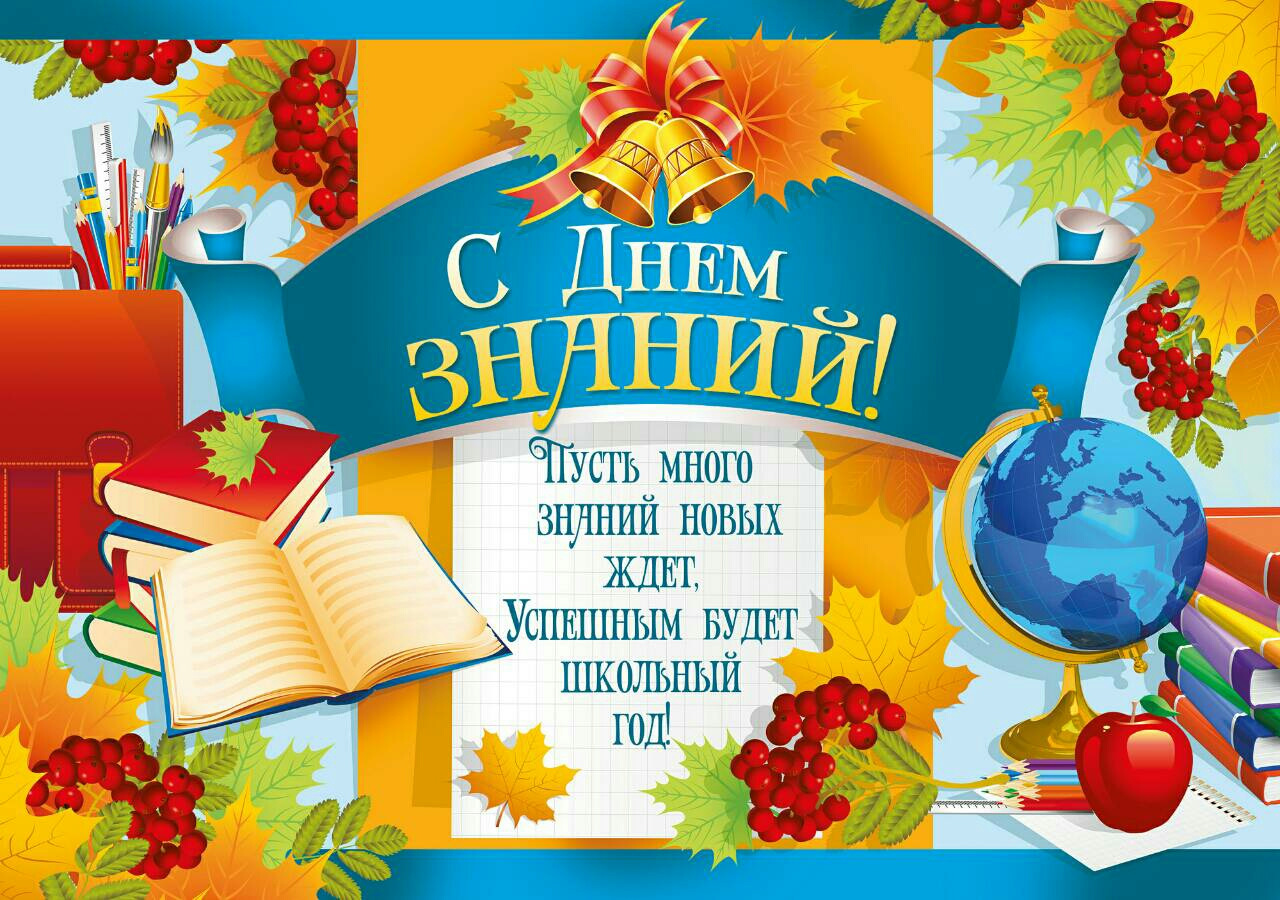 С Днем
знаний!
Пусть много
знаний новых
ждет,
Успешным будет
школьный
год!